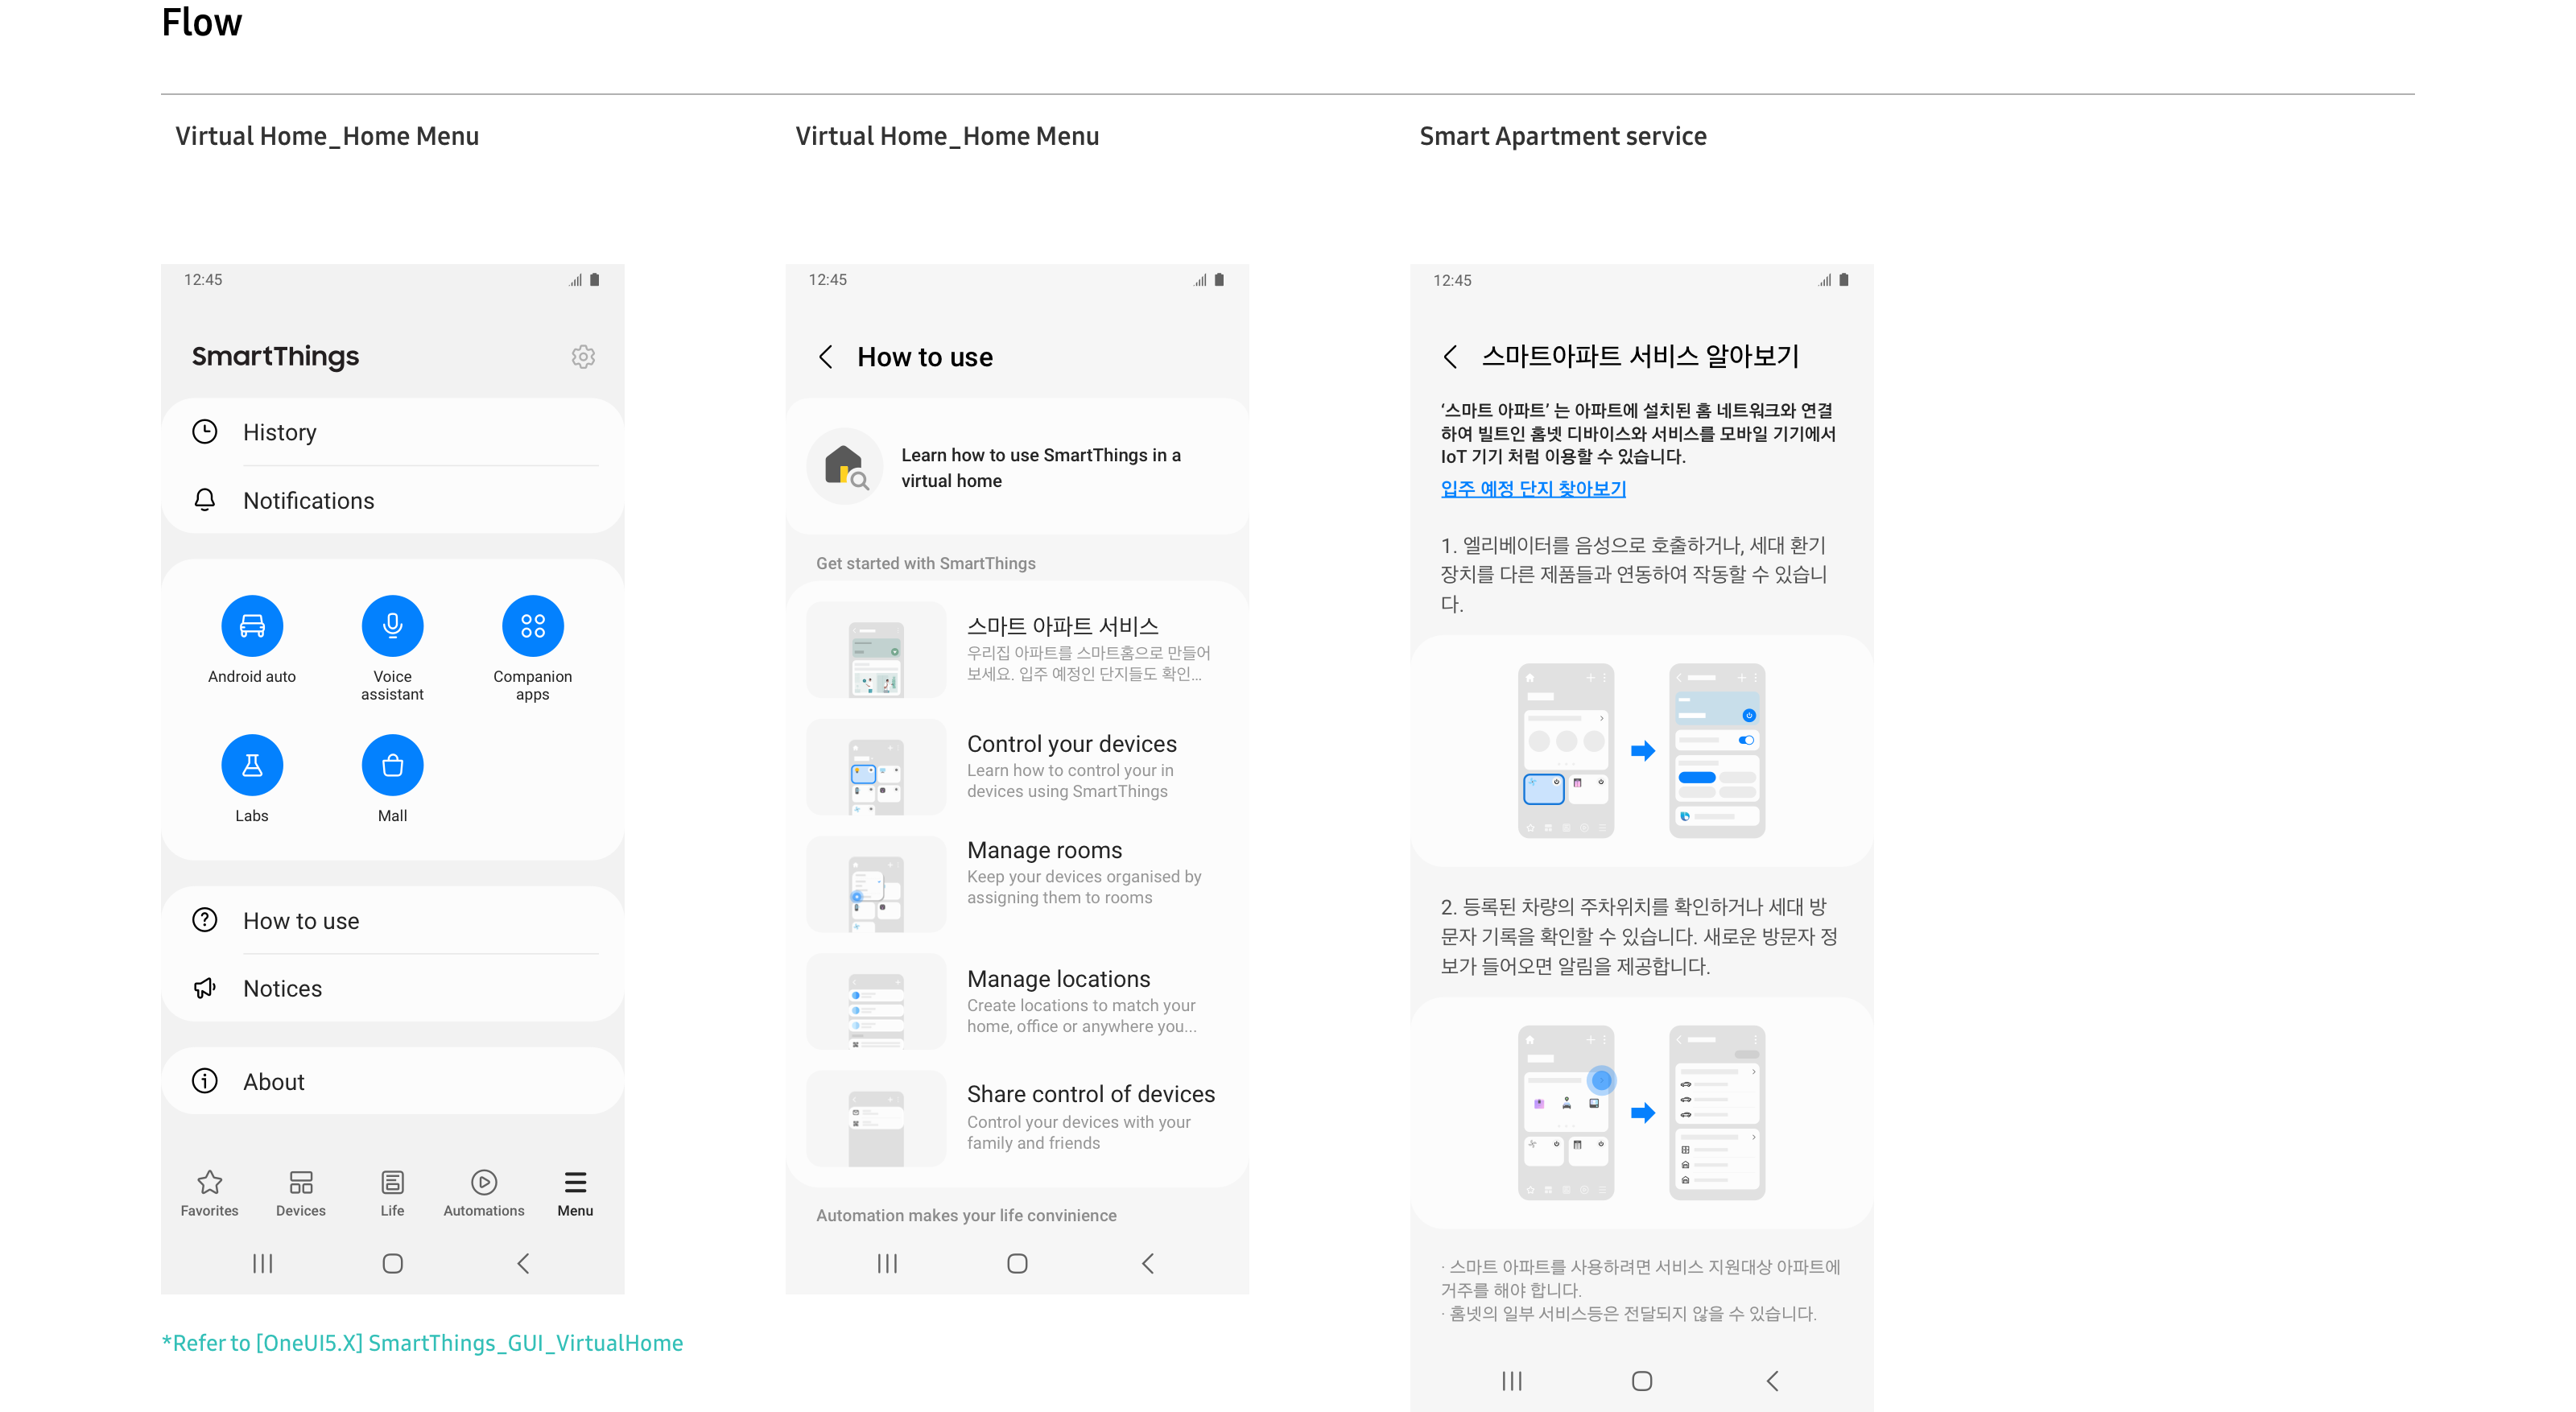 Flow
Virtual Home_Home Menu
Virtual Home_Home Menu
Smart Apartment service
12:45
SmartThings
History
Notifications
Android auto
Voice
assistant
Companion
apps
Labs
Mall
How to use
Notices
About
Favorites
Devices
Life
Automations
Menu
*Refer to [OneUI5.X] SmartThings_GUI_VirtualHome
12:45
How to use
Learn how to use SmartThings in a
virtual home
Get started with SmartThings
스마트 아파트 서비스
우리집 아파트를 스마트홈으로 만들어
보세요. 입주 예정인 단지들도 확인...
Control your devices
Learn how to control your in
devices using SmartThings
Manage rooms
Keep your devices organised by
assigning them to rooms
Manage locations
Create locations to match your
home, office or anywhere you...
Share control of devices
Control your devices with your
family and friends
Automation makes your life convinience
12:45
스마트아파트 서비스 알아보기
‘스마트 아파트’ 는 아파트에 설치된 홈 네트워크와 연결
하여 빌트인 홈넷 디바이스와 서비스를 모바일 기기에서
IoT 기기 처럼 이용할 수 있습니다.
입주 예정 단지 찾아보기
1. 엘리베이터를 음성으로 호출하거나, 세대 환기
장치를 다른 제품들과 연동하여 작동할 수 있습니
다.
2. 등록된 차량의 주차위치를 확인하거나 세대 방
문자 기록을 확인할 수 있습니다. 새로운 방문자 정
보가 들어오면 알림을 제공합니다.
· 스마트 아파트를 사용하려면 서비스 지원대상 아파트에
거주를 해야 합니다.
· 홈넷의 일부 서비스등은 전달되지 않을 수 있습니다.